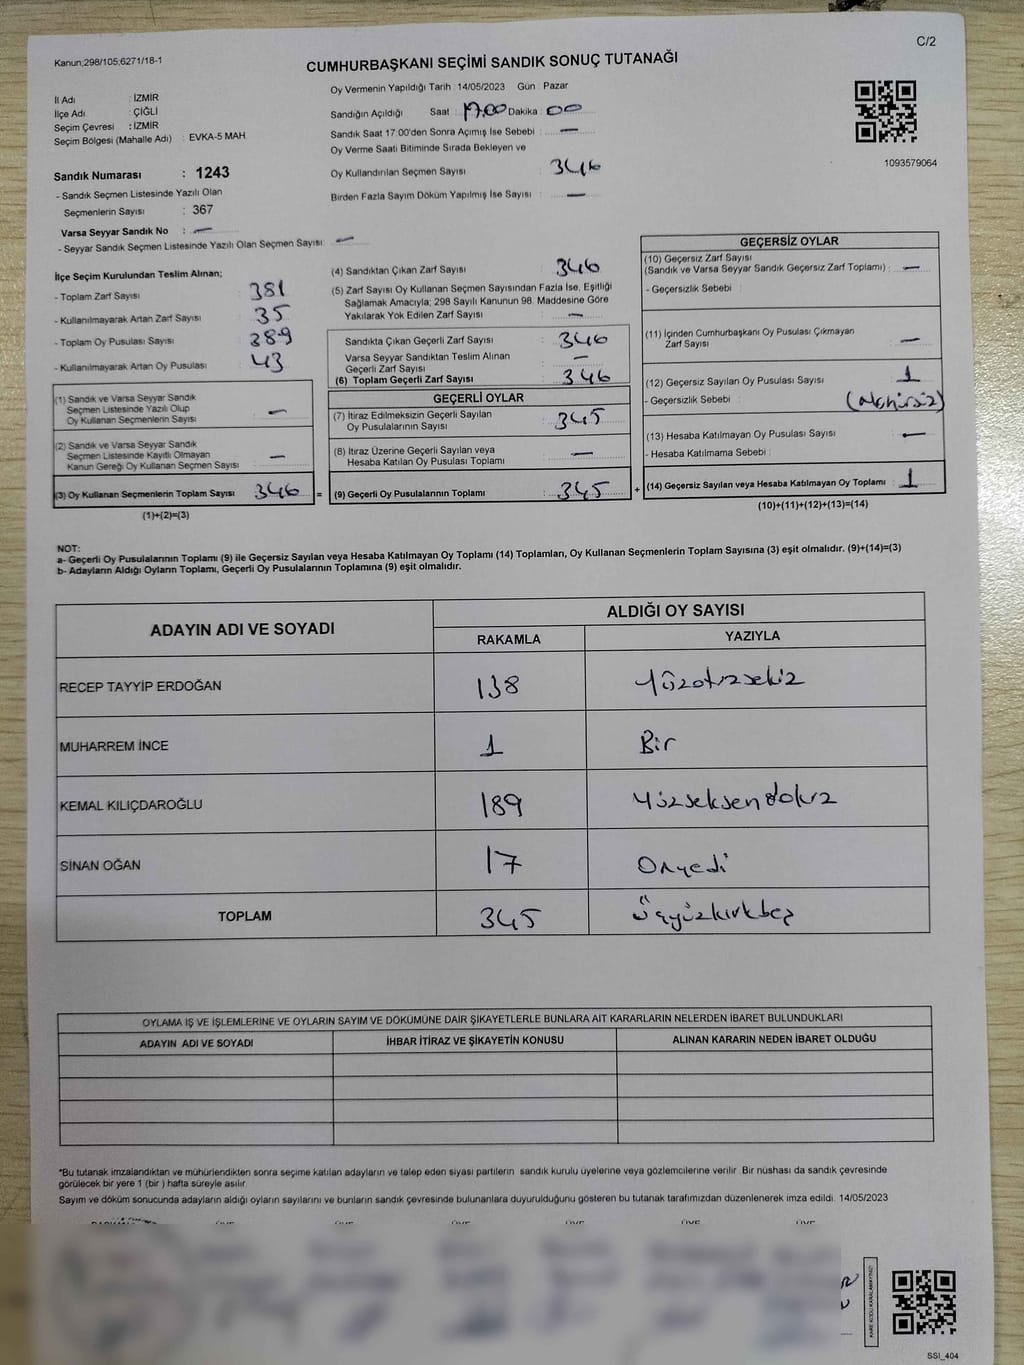 C/2
Kanun;298/105;6271/18-1
CUMHURBAŞKANI SEÇİMİ SANDIK SONUÇ TUTANAĞI
İl Adı : İZMİR
İlçe Adı : ÇİĞLİ
Seçim Çevresi : İZMİR
Seçim Bölgesi (Mahalle Adı) : EVKA-5 MAH.
Sandık Numarası : 1243
- Sandık Seçmen Listesinde Yazılı Olan
Seçmenlerin Sayısı : 367
Varsa Seyyar Sandık No : —
- Seyyar Sandık Seçmen Listesinde Yazılı Olan Seçmen Sayısı: —
Oy Vermenin Yapıldığı Tarih : 14/05/2023 Gün : Pazar
Sandığın Açıldığı Saat : 17.00 Dakika : 00
Sandık Saat 17.00'den Sonra Açımış İse Sebebi : —
Oy Verme Saati Bitiminde Sırada Bekleyen ve
Oy Kullandırılan Seçmen Sayısı : 346
Birden Fazla Sayım Döküm Yapılmış İse Sayısı : —
1093579064
İlçe Seçim Kurulundan Teslim Alınan;
- Toplam Zarf Sayısı : 381
- Kullanılmayarak Artan Zarf Sayısı : 35
- Toplam Oy Pusulası Sayısı : 389
- Kullanılmayarak Artan Oy Pusulası : 43
(1) Sandık ve Varsa Seyyar Sandık
Seçmen Listesinde Yazılı Olup
Oy Kullanan Seçmenlerin Sayısı : —
(2) Sandık ve Varsa Seyyar Sandık
Seçmen Listesinde Kayıtlı Olmayan
Kanun Gereği Oy Kullanan Seçmen Sayısı : —
(3) Oy Kullanan Seçmenlerin Toplam Sayısı : 346 =
(1)+(2)=(3)
(4) Sandıktan Çıkan Zarf Sayısı : 346
(5) Zarf Sayısı Oy Kullanan Seçmen Sayısından Fazla İse, Eşitliği
Sağlamak Amacıyla; 298 Sayılı Kanunun 98. Maddesine Göre
Yakılarak Yok Edilen Zarf Sayısı : —
Sandıkta Çıkan Geçerli Zarf Sayısı : 346
Varsa Seyyar Sandıktan Teslim Alınan
Geçerli Zarf Sayısı : —
(6) Toplam Geçerli Zarf Sayısı : 346
GEÇERLİ OYLAR
(7) İtiraz Edilmeksizin Geçerli Sayılan
Oy Pusulalarının Sayısı : 345
(8) İtiraz Üzerine Geçerli Sayılan veya
Hesaba Katılan Oy Pusulası Toplamı : —
(9) Geçerli Oy Pusulalarının Toplamı : 345 +
GEÇERSİZ OYLAR
(10) Geçersiz Zarf Sayısı
(Sandık ve Varsa Seyyar Sandık Geçersiz Zarf Toplamı) : —
- Geçersizlik Sebebi :
(11) İçinden Cumhurbaşkanı Oy Pusulası Çıkmayan
Zarf Sayısı : —
(12) Geçersiz Sayılan Oy Pusulası Sayısı : 1
- Geçersizlik Sebebi :
(13) Hesaba Katılmayan Oy Pusulası Sayısı : —
- Hesaba Katılmama Sebebi :
(14) Geçersiz Sayılan veya Hesaba Katılmayan Oy Toplamı : 1
(10)+(11)+(12)+(13)=(14)
NOT:
a- Geçerli Oy Pusulalarının Toplamı (9) ile Geçersiz Sayılan veya Hesaba Katılmayan Oy Toplamı (14) Toplamları, Oy Kullanan Seçmenlerin Toplam Sayısına (3) eşit olmalıdır. (9)+(14)=(3)
b- Adayların Aldığı Oyların Toplamı, Geçerli Oy Pusulalarının Toplamına (9) eşit olmalıdır.
ADAYIN ADI VE SOYADI ALDIĞI OY SAYISI
RAKAMLA YAZIYLA
RECEP TAYYİP ERDOĞAN 138 Yüzotuzsekiz
MUHARREM İNCE 1 Bir
KEMAL KILIÇDAROĞLU 189 Yüzseksendokuz
SİNAN OĞAN 17 Onyedi
TOPLAM 345 Üçyüzkırkbeş
OYLAMA İŞ VE İŞLEMLERİNE VE OYLARIN SAYIM VE DÖKÜMÜNE DAİR ŞİKAYETLERLE BUNLARA AİT KARARLARIN NELERDEN İBARET BULUNDUKLARI
ADAYIN ADI VE SOYADI İHBAR İTİRAZ VE ŞİKAYETİN KONUSU ALINAN KARARIN NEDEN İBARET OLDUĞU
*Bu tutanak imzalandıktan ve mühürlendikten sonra seçime katılan adayların ve talep eden siyasi partilerin sandık kurulu üyelerine veya gözlemcilerine verilir. Bir nüshası da sandık çevresinde
görülecek bir yere 1 (bir ) hafta süreyle asılır.
Sayım ve döküm sonucunda adayların aldığı oyların sayılarını ve bunların sandık çevresinde bulunanlara duyurulduğunu gösteren bu tutanak tarafımızdan düzenlenerek imza edildi. 14/05/2023
KARE KODU KARALAMAYINIZ!
SSI_404